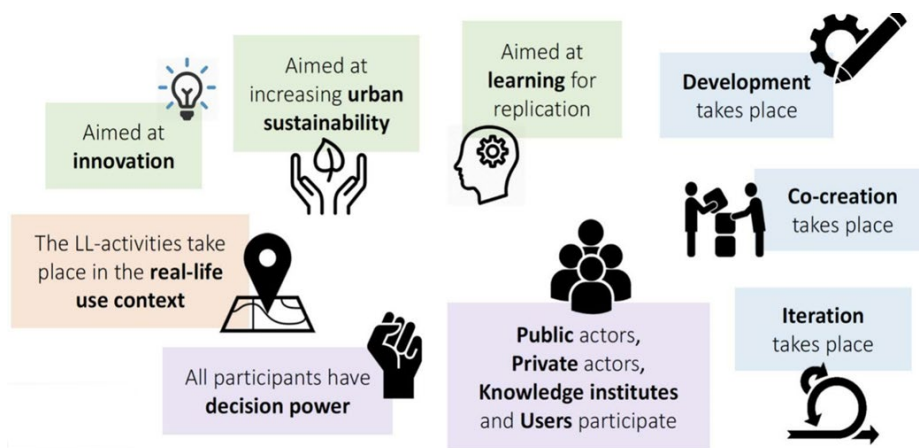 Aimed at
innovation
Aimed at
increasing urban
sustainability
Aimed at
learning for
replication
Development
takes place
Co-creation
takes place
The LL-activities take
place in the real-life
use context
All participants have
decision power
Public actors,
Private actors,
Knowledge institutes
and Users participate
Iteration
takes place